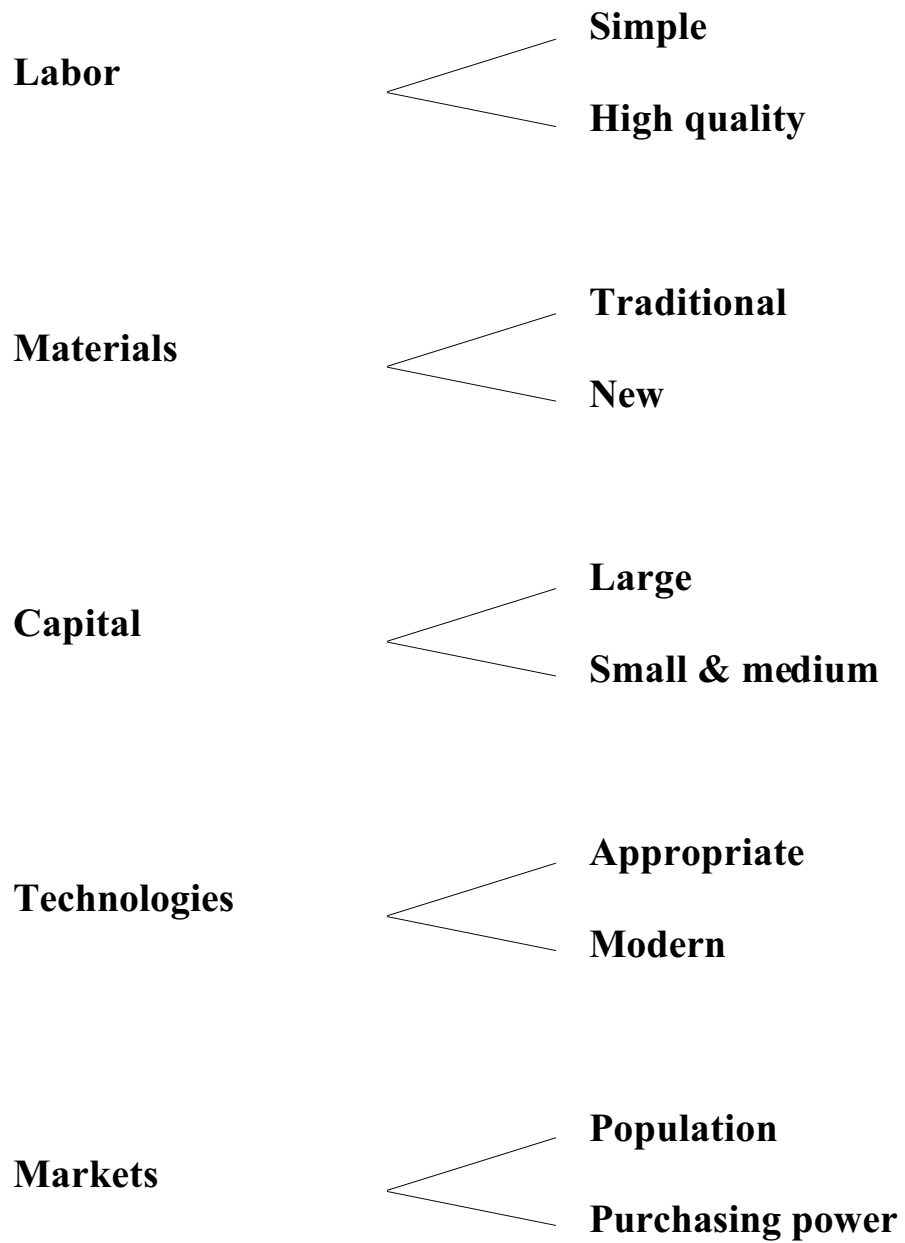 Labor
Simple
High quality
Materials
Traditional
New
Capital
Large
Small & medium
Technologies
Appropriate
Modern
Markets
Population
Purchasing power